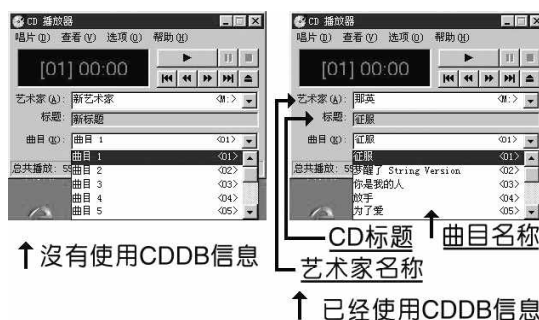 CD 播放器
唱片(D) 查看(V) 选项(O) 帮助(H)
[01] 00:00
艺术家(A): 新艺术家 <M:>
标题: 新标题
曲目(K): 曲目 1 <01>
曲目 1 <01>
总共播放: 55
曲目 2 <02>
曲目 3 <03>
曲目 4 <04>
曲目 5 <05>
↑没有使用CDDB信息
CD 播放器
唱片(D) 查看(V) 选项(O) 帮助(H)
[01] 00:00
艺术家(A): 那英 <M:>
标题: 征服
曲目(K): 征服 <01>
征服 <01>
总共播放: 55
梦醒了 String Version <02>
你是我的人 <03>
放手 <04>
为了爱 <05>
CD标题
↑曲目名称
艺术家名称
↑ 已经使用CDDB信息